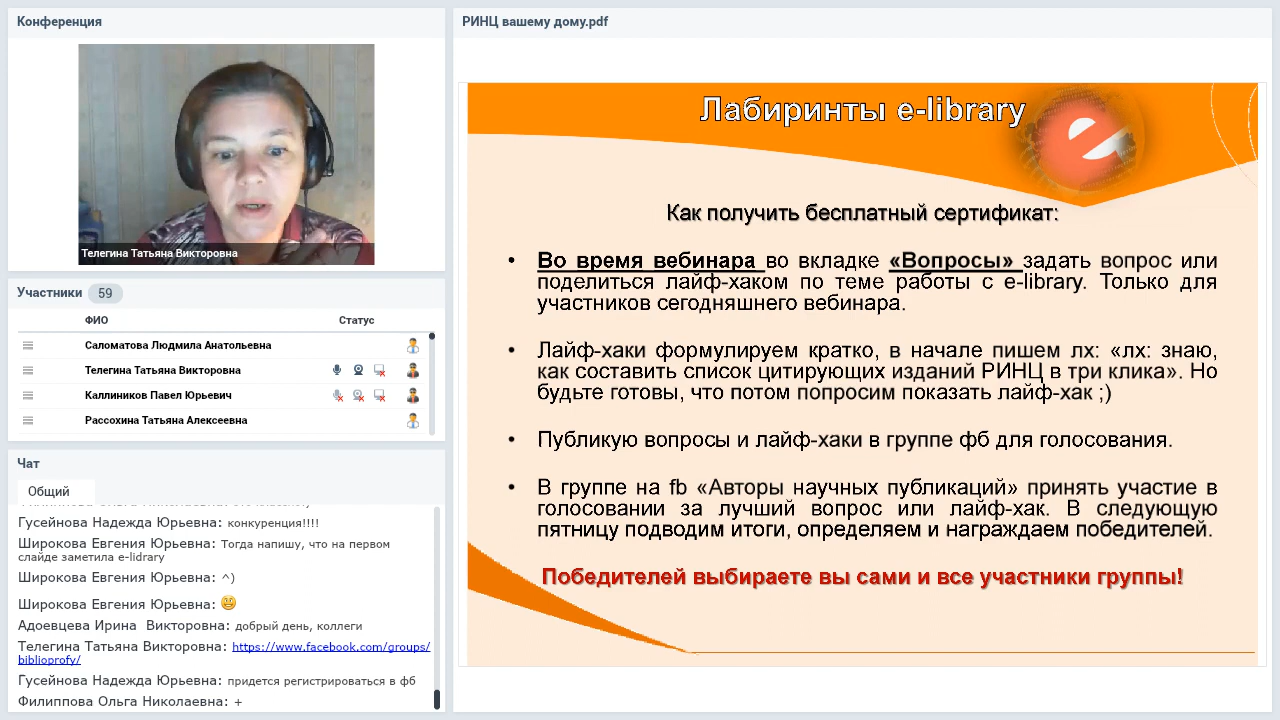 Конференция
Телегина Татьяна Викторовна
Участники 59
ФИО Статус
Саломатова Людмила Анатольевна
Телегина Татьяна Викторовна
Каллиников Павел Юрьевич
Рассохина Татьяна Алексеевна
Чат
Общий
Гусейнова Надежда Юрьевна: конкуренция!!!!
Широкова Евгения Юрьевна: Тогда напишу, что на первом
слайде заметила e-lidrary
Широкова Евгения Юрьевна: ^)
Широкова Евгения Юрьевна:
Адоевцева Ирина Викторовна: добрый день, коллеги
Телегина Татьяна Викторовна: https://www.facebook.com/groups/
biblioprofy/
Гусейнова Надежда Юрьевна: придется регистрироваться в фб
Филиппова Ольга Николаевна: +
РИНЦ вашему дому.pdf
Лабиринты e-library
Как получить бесплатный сертификат:
• Во время вебинара во вкладке «Вопросы» задать вопрос или
поделиться лайф-хаком по теме работы с e-library. Только для
участников сегодняшнего вебинара.
• Лайф-хаки формулируем кратко, в начале пишем лх: «лх: знаю,
как составить список цитирующих изданий РИНЦ в три клика». Но
будьте готовы, что потом попросим показать лайф-хак ;)
• Публикую вопросы и лайф-хаки в группе фб для голосования.
• В группе на fb «Авторы научных публикаций» принять участие в
голосовании за лучший вопрос или лайф-хак. В следующую
пятницу подводим итоги, определяем и награждаем победителей.
Победителей выбираете вы сами и все участники группы!